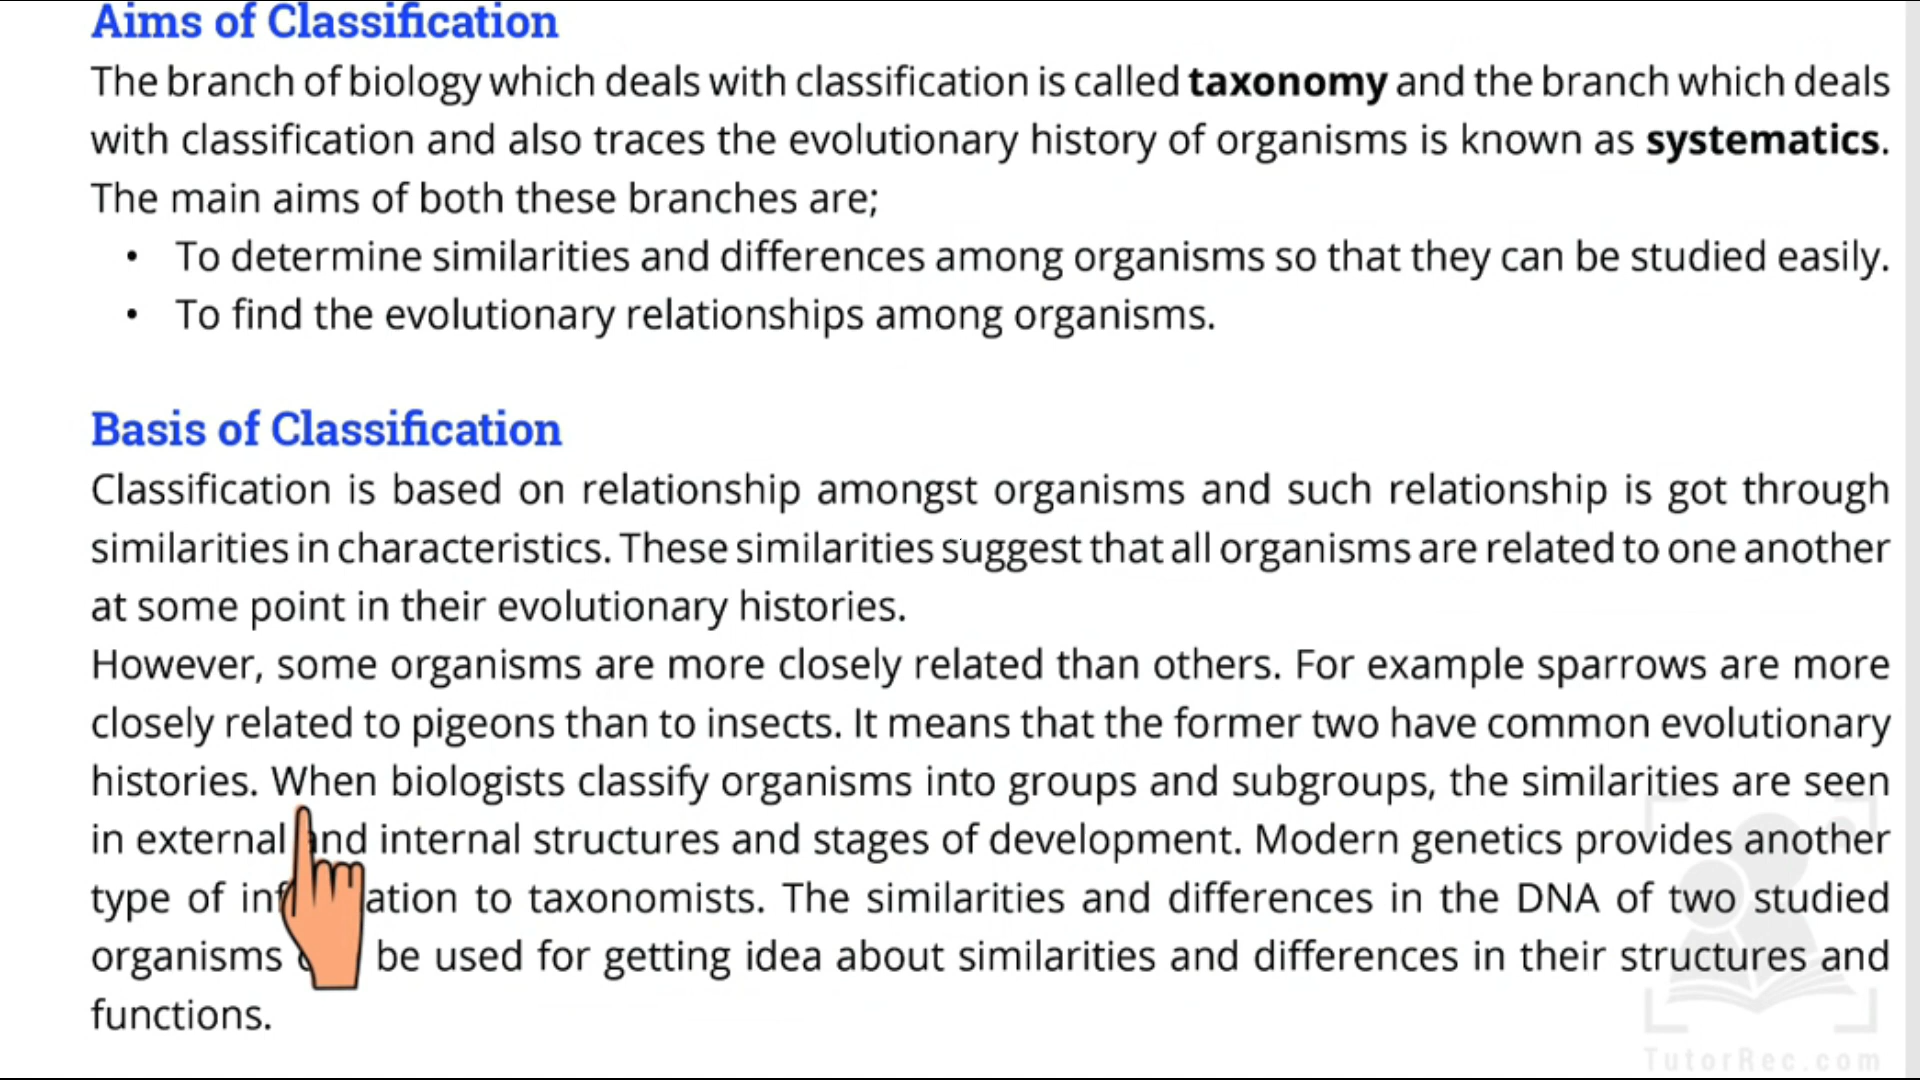 Aims of Classification
The branch of biology which deals with classification is called taxonomy and the branch which deals
with classification and also traces the evolutionary history of organisms is known as systematics.
The main aims of both these branches are;
• To determine similarities and differences among organisms so that they can be studied easily.
• To find the evolutionary relationships among organisms.
Basis of Classification
Classification is based on relationship amongst organisms and such relationship is got through
similarities in characteristics. These similarities suggest that all organisms are related to one another
at some point in their evolutionary histories.
However, some organisms are more closely related than others. For example sparrows are more
closely related to pigeons than to insects. It means that the former two have common evolutionary
histories. When biologists classify organisms into groups and subgroups, the similarities are seen
in external and internal structures and stages of development. Modern genetics provides another
type of to taxonomists. The similarities and differences in the DNA of two studied
organisms be used for getting idea about similarities and differences in their structures and
functions.
TutorRec.com